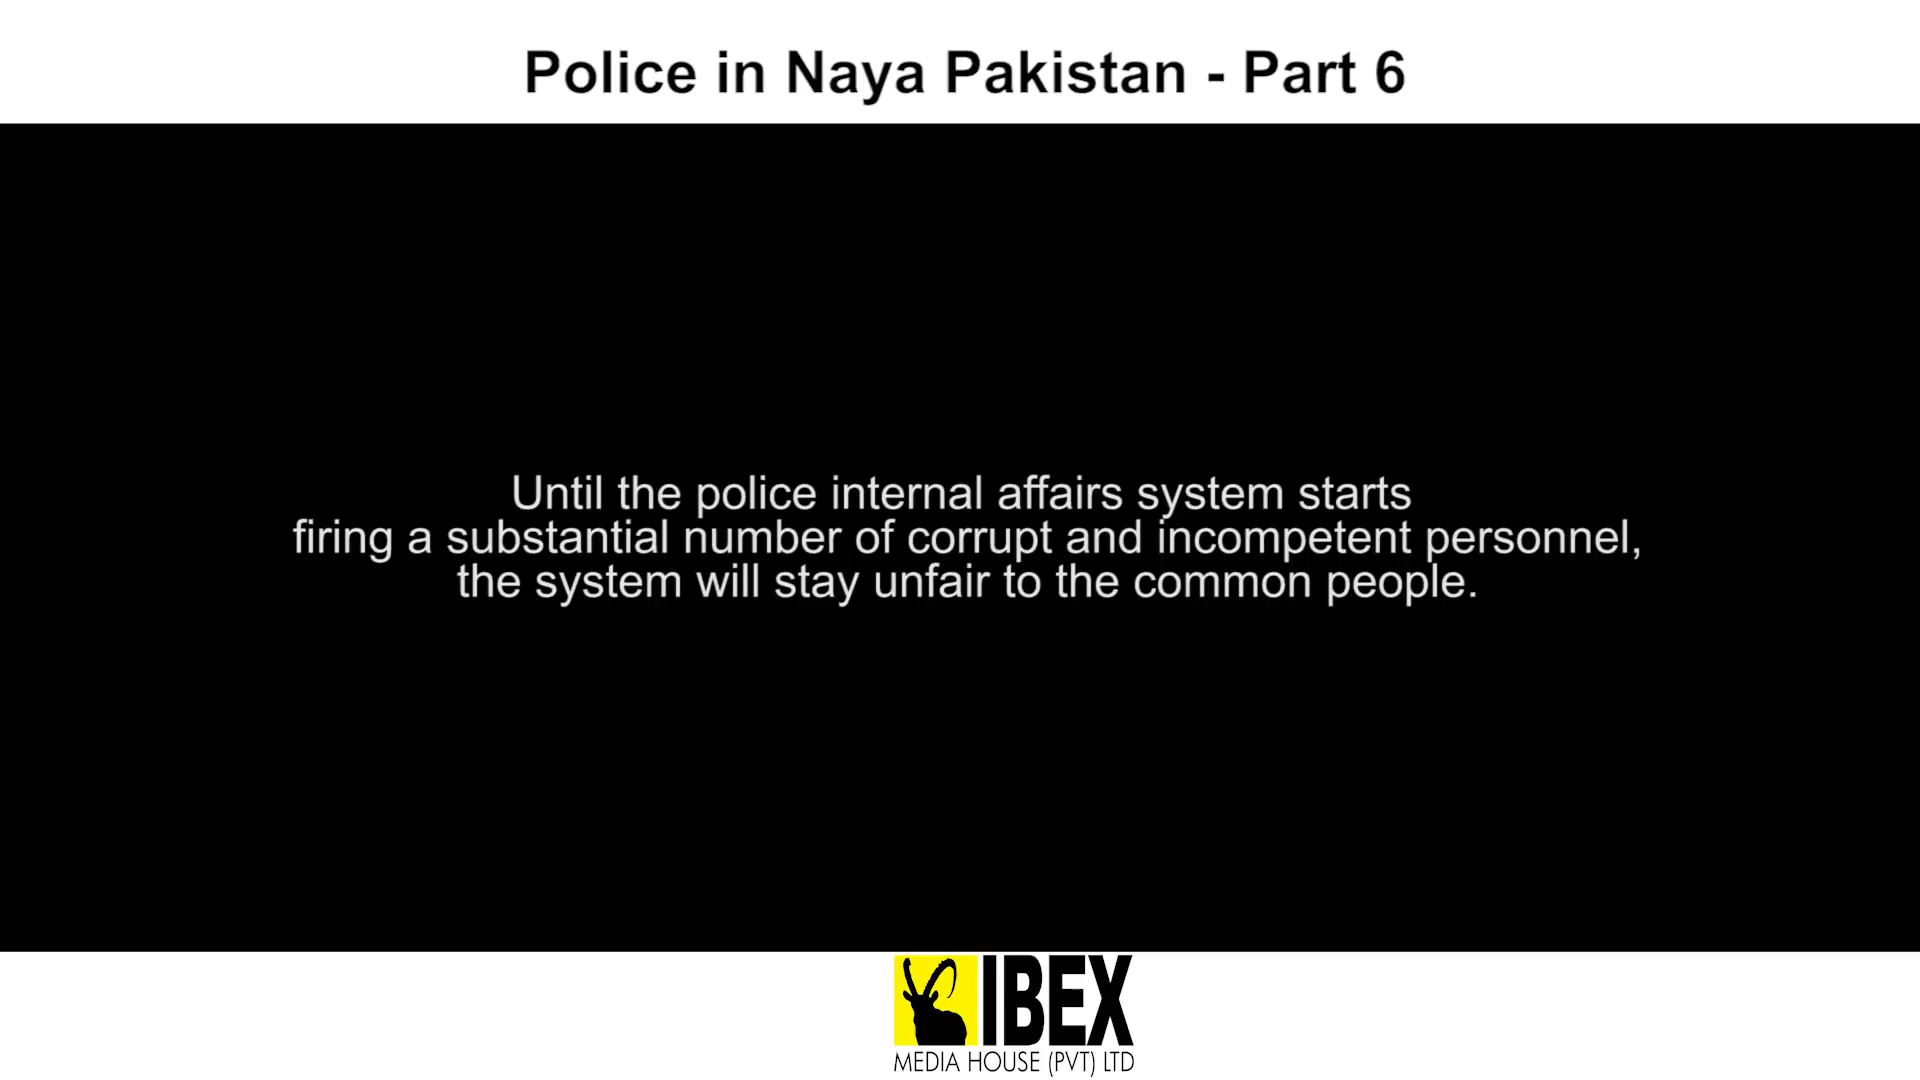 Police in Naya Pakistan - Part 6
Until the police internal affairs system starts
firing a substantial number of corrupt and incompetent personnel,
the system will stay unfair to the common people.
IBEX
MEDIA HOUSE (PVT) LTD